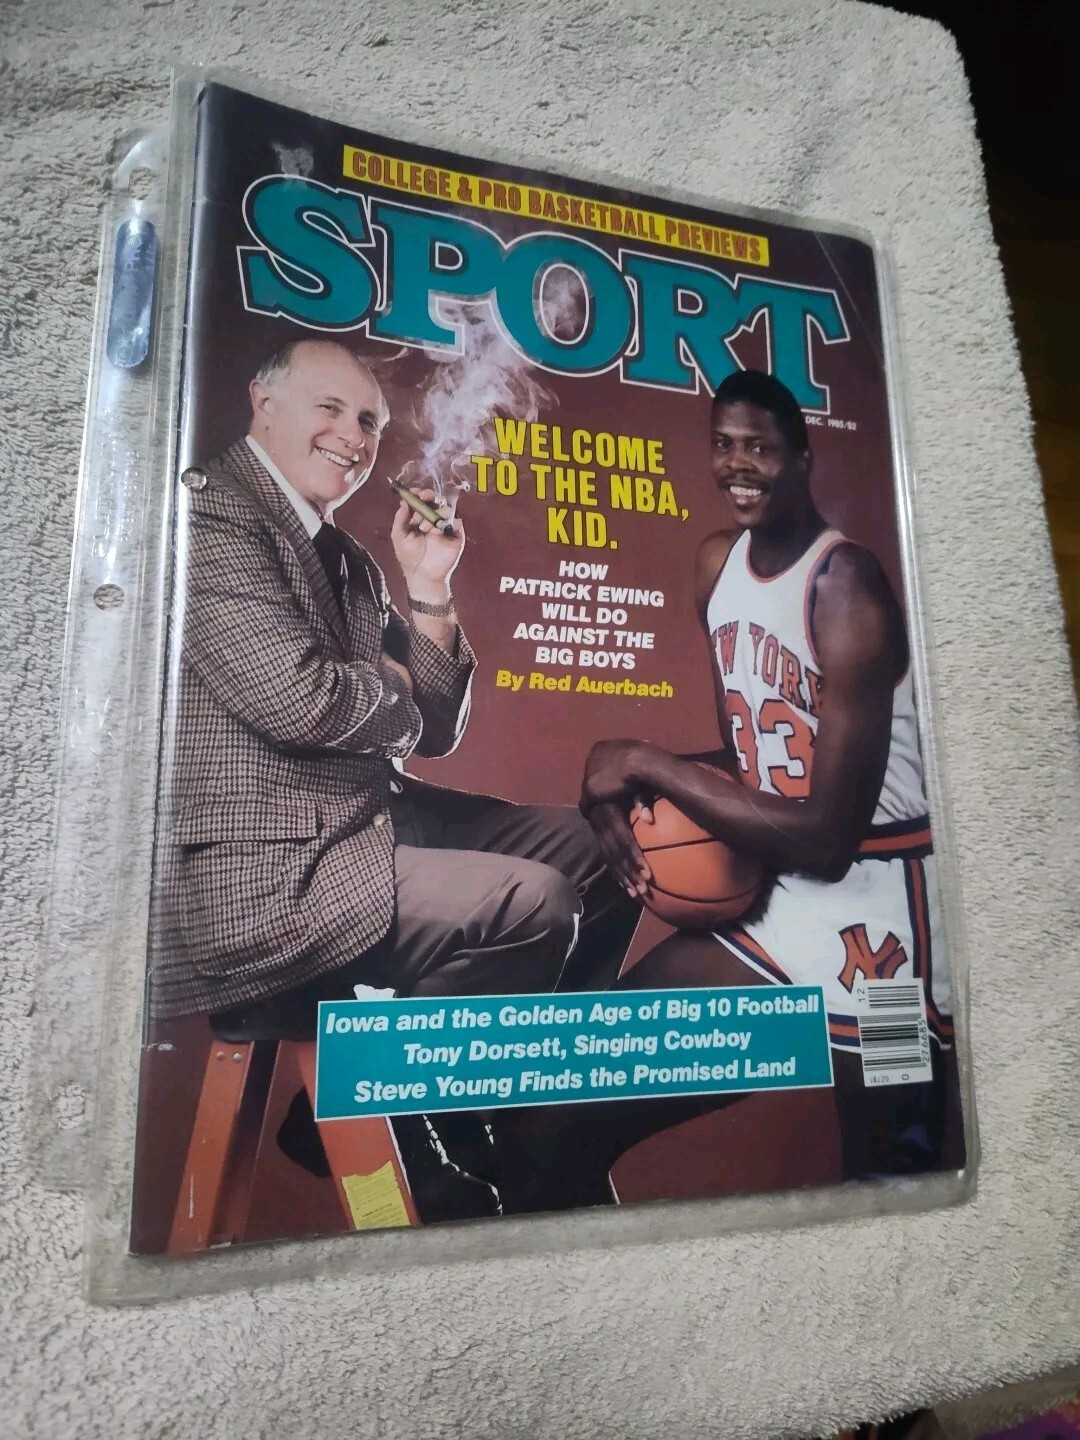 COLLEGE & PRO BASKETBALL PREVIEWS
SPORT
DEC. 1985/$2
WELCOME
TO THE NBA,
KID.
HOW
PATRICK EWING
WILL DO
AGAINST THE
BIG BOYS
By Red Auerbach
W YORK
33
NY
Iowa and the Golden Age of Big 10 Football
Tony Dorsett, Singing Cowboy
Steve Young Finds the Promised Land
12
0